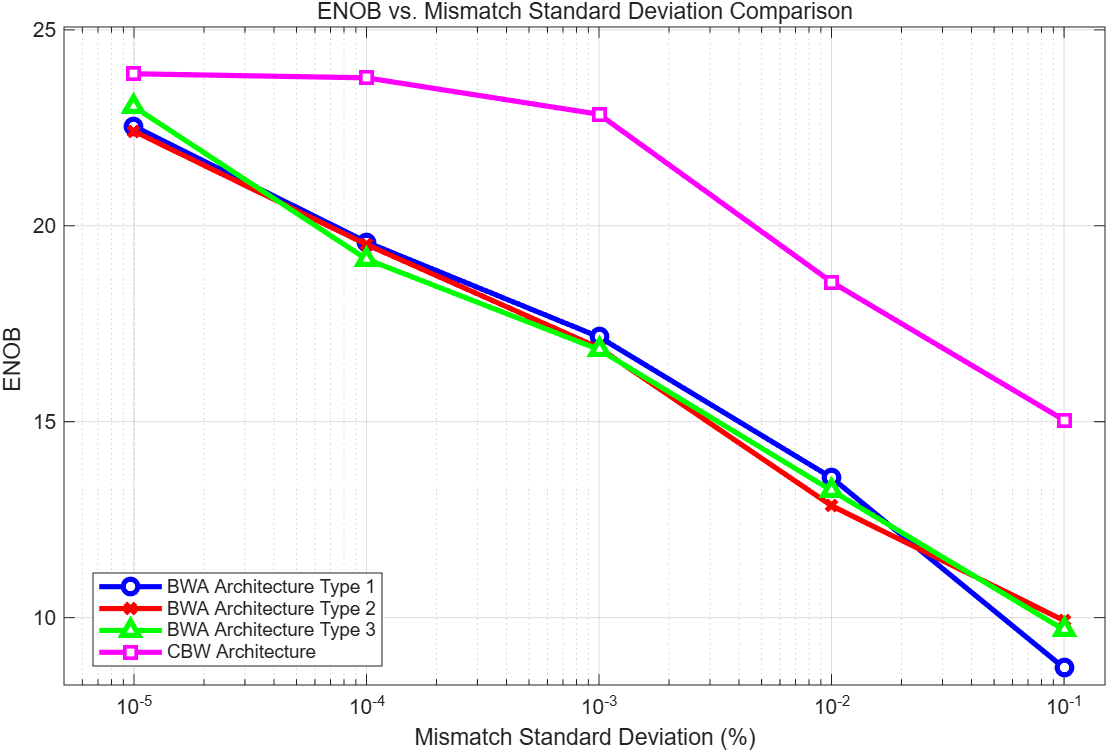 ENOB vs. Mismatch Standard Deviation Comparison
25
20
15
10
ENOB
BWA Architecture Type 1
BWA Architecture Type 2
BWA Architecture Type 3
CBW Architecture
10⁻⁵ 10⁻⁴ 10⁻³ 10⁻² 10⁻¹
Mismatch Standard Deviation (%)